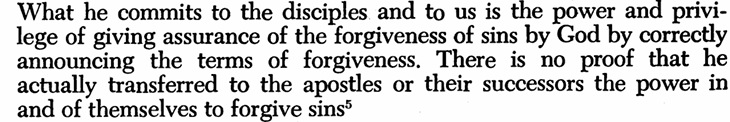 What he commits to the disciples and to us is the power and privi-
lege of giving assurance of the forgiveness of sins by God by correctly
announcing the terms of forgiveness. There is no proof that he
actually transferred to the apostles or their successors the power in
and of themselves to forgive sins⁵